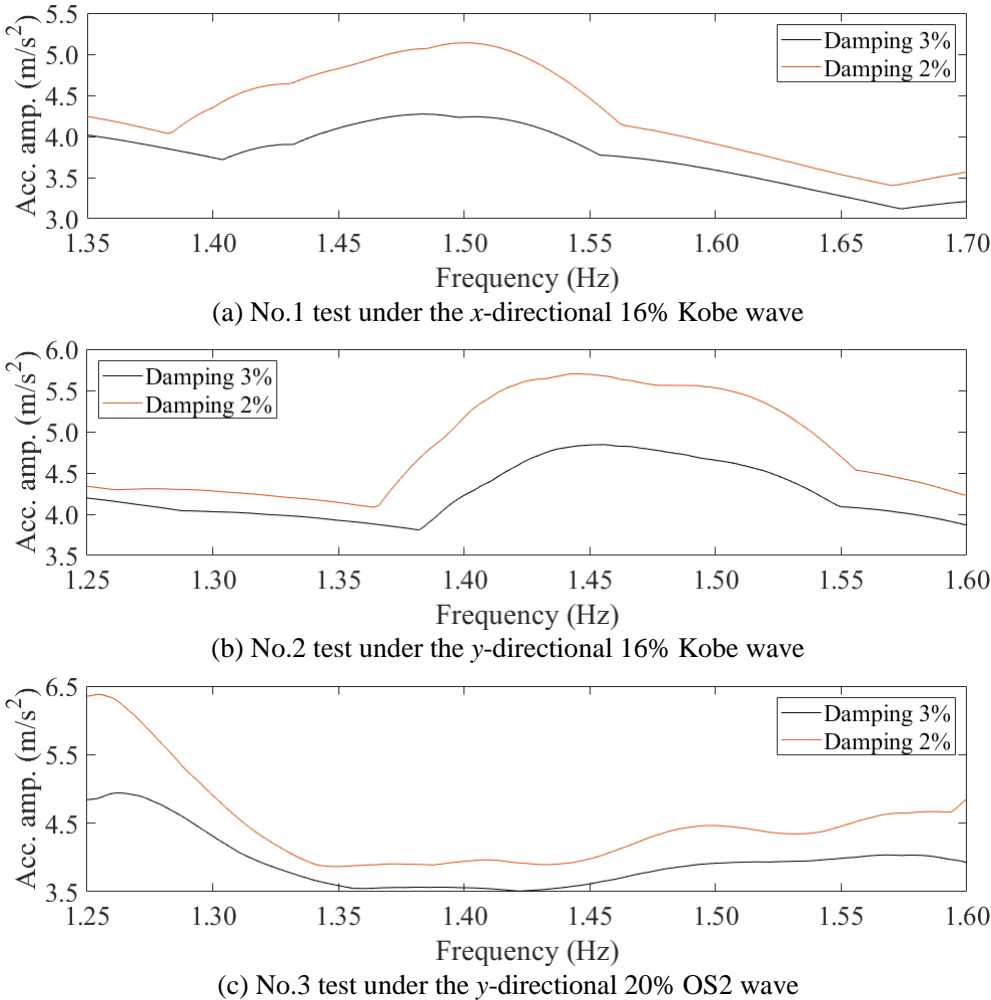 Acc. amp. (m/s²)
5.5
5.0
4.5
4.0
3.5
3.0
Damping 3%
Damping 2%
1.35 1.40 1.45 1.50 1.55 1.60 1.65 1.70
Frequency (Hz)
(a) No.1 test under the x-directional 16% Kobe wave
Acc. amp. (m/s²)
6.0
5.5
5.0
4.5
4.0
3.5
Damping 3%
Damping 2%
1.25 1.30 1.35 1.40 1.45 1.50 1.55 1.60
Frequency (Hz)
(b) No.2 test under the y-directional 16% Kobe wave
Acc. amp. (m/s²)
6.5
5.5
4.5
3.5
Damping 3%
Damping 2%
1.25 1.30 1.35 1.40 1.45 1.50 1.55 1.60
Frequency (Hz)
(c) No.3 test under the y-directional 20% OS2 wave